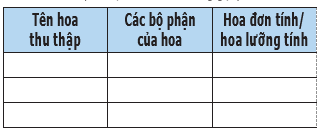 Tên hoa
thu thập
Các bộ phận
của hoa
Hoa đơn tính/
hoa lưỡng tính